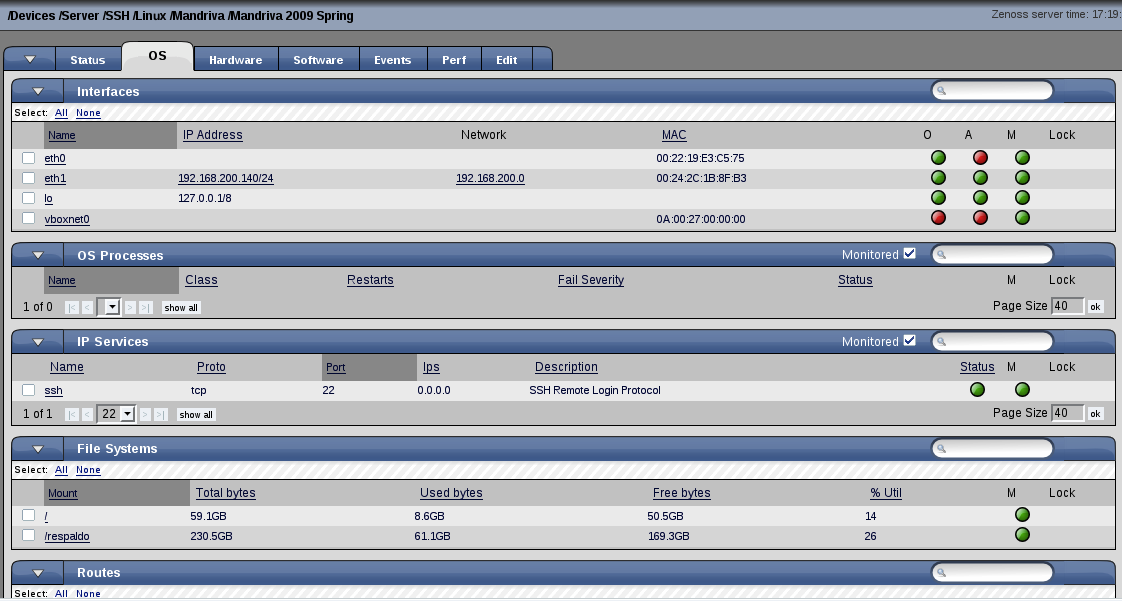 /Devices /Server /SSH /Linux /Mandriva /Mandriva 2009 Spring Zenoss server time: 17:19:
Status OS Hardware Software Events Perf Edit
Interfaces
Select: All None
Name IP Address Network MAC O A M Lock
eth0 00:22:19:E3:C5:75
eth1 192.168.200.140/24 192.168.200.0 00:24:2C:1B:8F:B3
lo 127.0.0.1/8
vboxnet0 0A:00:27:00:00:00
OS Processes Monitored
Name Class Restarts Fail Severity Status M Lock
1 of 0 |< < > >| show all Page Size 40 ok
IP Services Monitored
Name Proto Port Ips Description Status M Lock
ssh tcp 22 0.0.0.0 SSH Remote Login Protocol
1 of 1 |< < 22 > >| show all Page Size 40 ok
File Systems
Select: All None
Mount Total bytes Used bytes Free bytes % Util M Lock
/ 59.1GB 8.6GB 50.5GB 14
/respaldo 230.5GB 61.1GB 169.3GB 26
Routes
Select: All None